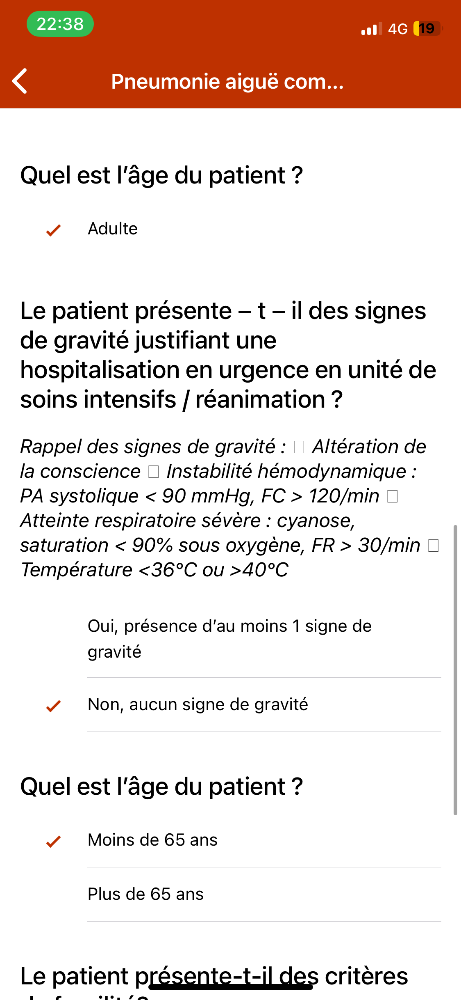 22:38
4G 19
Pneumonie aiguë com...
Quel est l’âge du patient ?
Adulte
Le patient présente – t – il des signes
de gravité justifiant une
hospitalisation en urgence en unité de
soins intensifs / réanimation ?
Rappel des signes de gravité : Altération de
la conscience Instabilité hémodynamique :
PA systolique < 90 mmHg, FC > 120/min
Atteinte respiratoire sévère : cyanose,
saturation < 90% sous oxygène, FR > 30/min
Température <36°C ou >40°C
Oui, présence d’au moins 1 signe de
gravité
Non, aucun signe de gravité
Quel est l’âge du patient ?
Moins de 65 ans
Plus de 65 ans
Le patient présente-t-il des critères